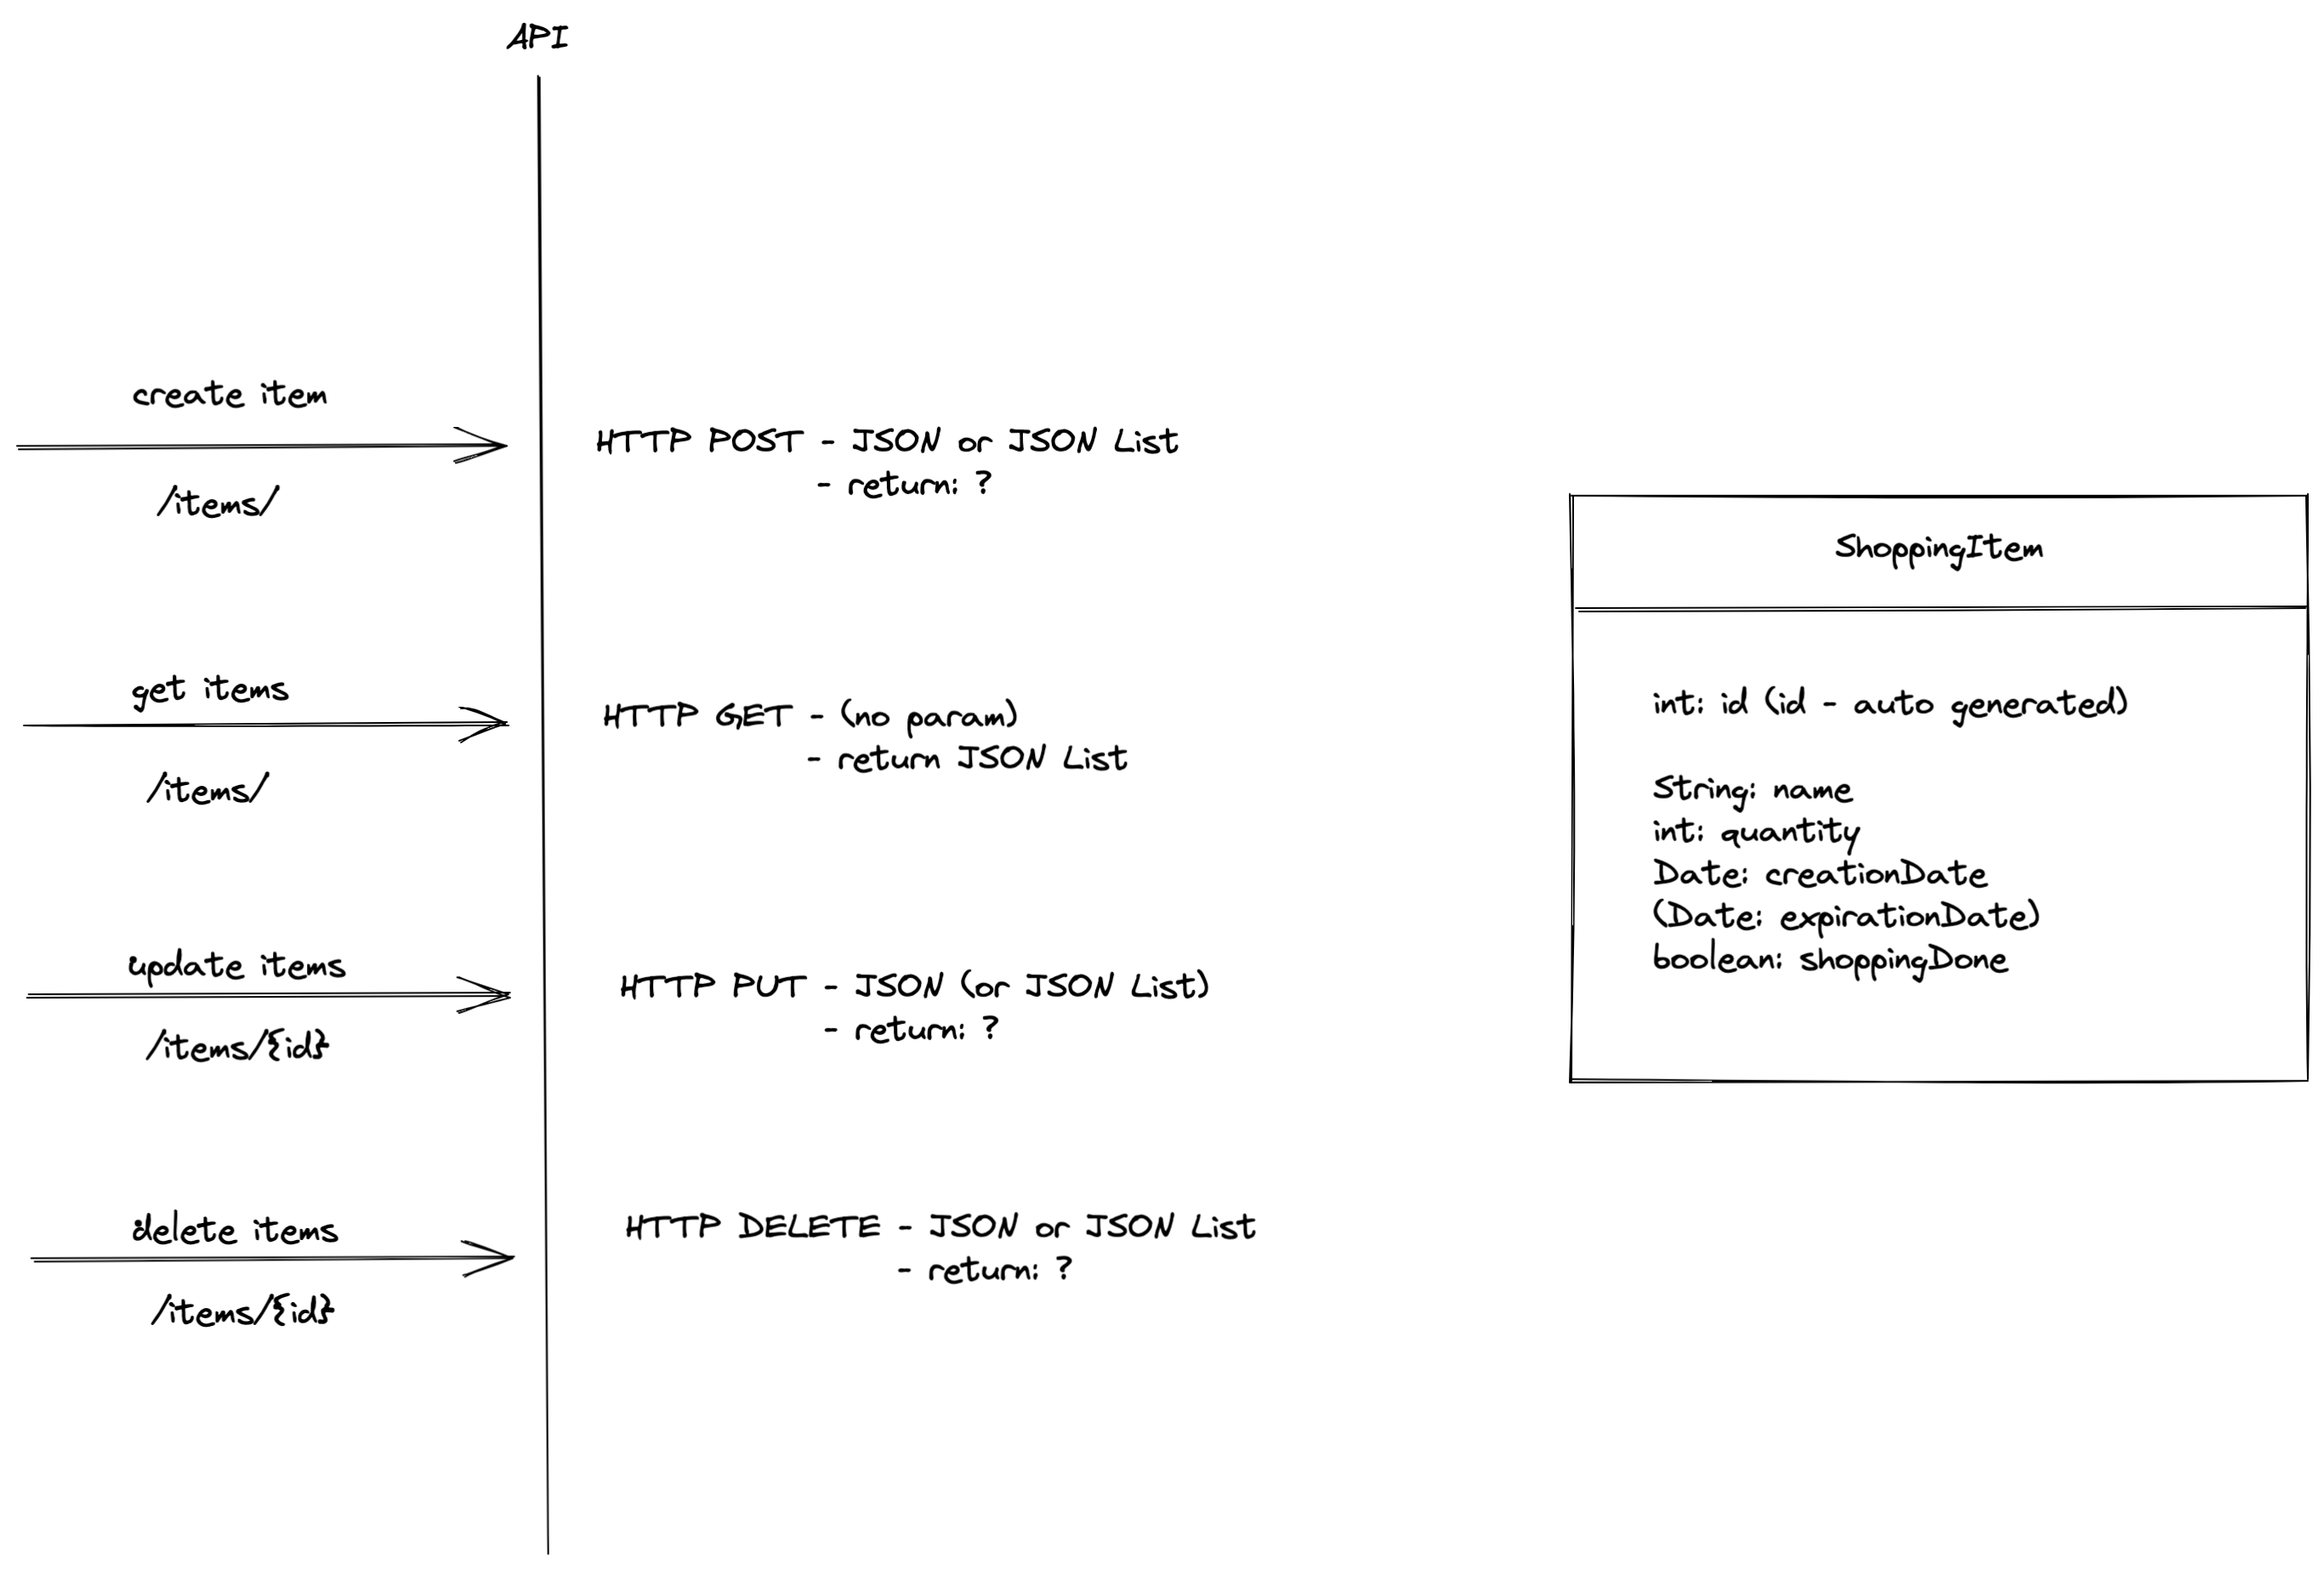 API
create item
/items/
HTTP POST - JSON or JSON List
- return: ?
get items
/items/
HTTP GET - (no param)
- return JSON List
update items
/items/{id}
HTTP PUT - JSON (or JSON List)
- return: ?
delete items
/items/{id}
HTTP DELETE - JSON or JSON List
- return: ?
ShoppingItem
int: id (id - auto generated)
String: name
int: quantity
Date: creationDate
(Date: expirationDate)
boolean: shoppingDone